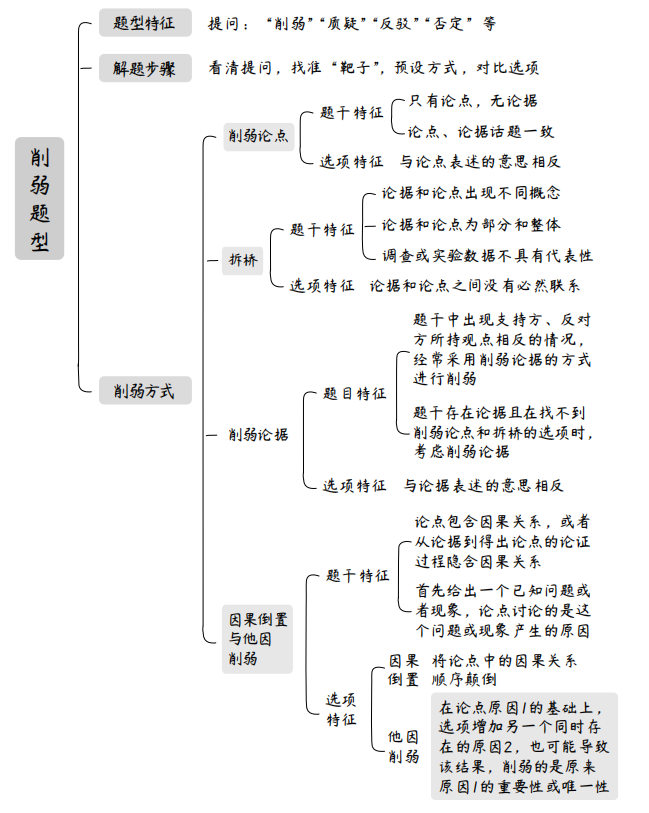 削弱题型
题型特征
提问：“削弱”“质疑”“反驳”“否定”等
解题步骤
看清提问，找准“靶子”，预设方式，对比选项
削弱方式
削弱论点
题干特征
只有论点，无论据
论点、论据话题一致
选项特征
与论点表述的意思相反
拆桥
题干特征
论据和论点出现不同概念
论据和论点为部分和整体
调查或实验数据不具有代表性
选项特征
论据和论点之间没有必然联系
削弱论据
题目特征
题干中出现支持方、反对
方所持观点相反的情况，
经常采用削弱论据的方式
进行削弱
题干存在论据且在找不到
削弱论点和拆桥的选项时，
考虑削弱论据
选项特征
与论据表述的意思相反
因果倒置
与他因
削弱
题干特征
论点包含因果关系，或者
从论据到得出论点的论证
过程隐含因果关系
首先给出一个已知问题或
者现象，论点讨论的是这
个问题或现象产生的原因
选项
特征
因果
倒置
将论点中的因果关系
顺序颠倒
他因
削弱
在论点原因1的基础上，
选项增加另一个同时存
在的原因2，也可能导致
该结果，削弱的是原来
原因1的重要性或唯一性